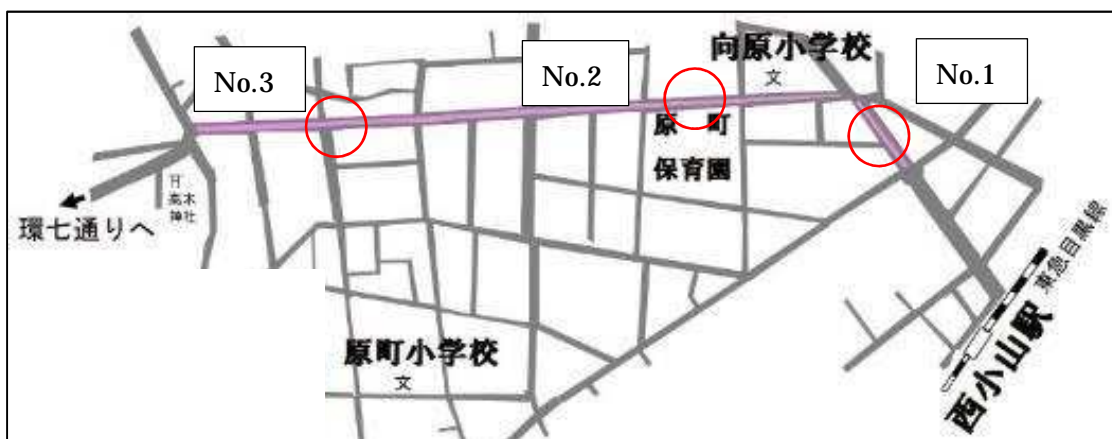 No.3
No.2
向原小学校
文
No.1
原町
保育園
高木
神社
環七通りへ
東急目黒線
西小山駅
原町小学校
文